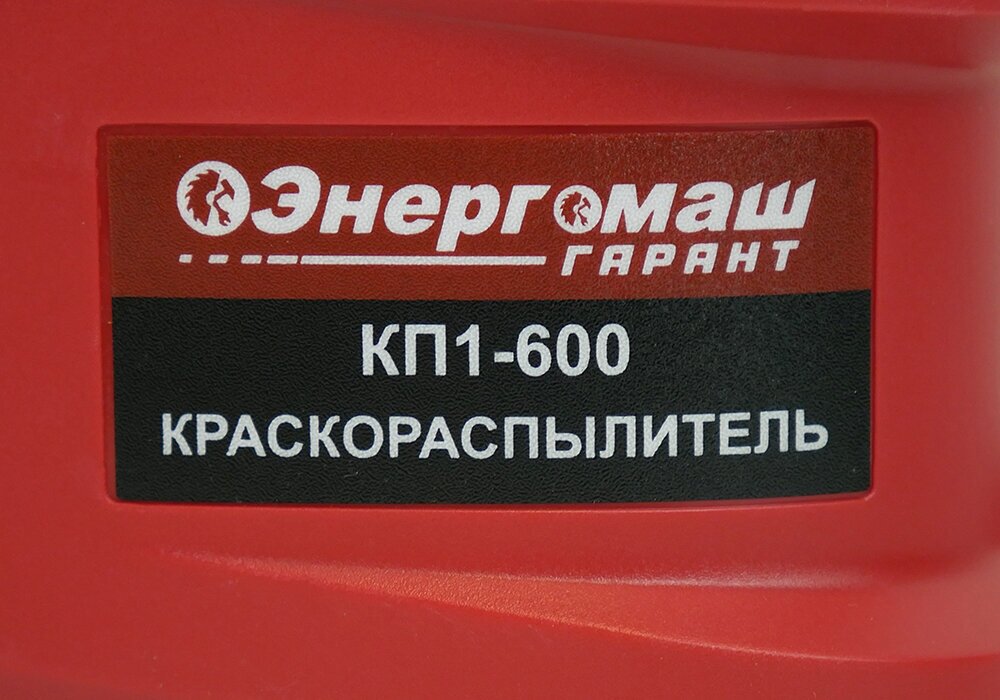 Энергомаш
ГАРАНТ
КП1-600
КРАСКОРАСПЫЛИТЕЛЬ